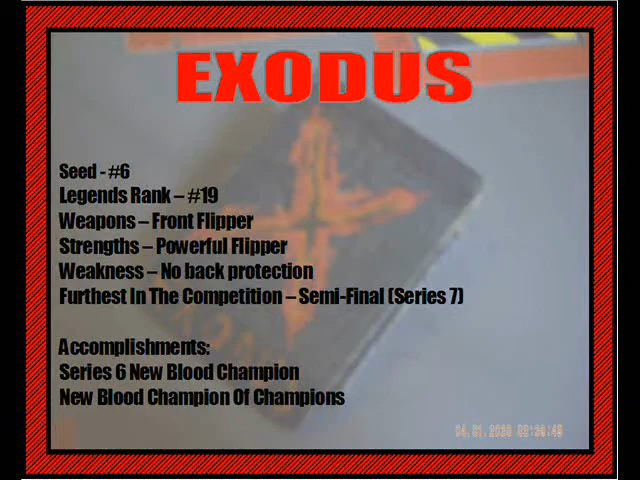 EXODUS
Seed - #6
Legends Rank – #19
Weapons – Front Flipper
Strengths – Powerful Flipper
Weakness – No back protection
Furthest In The Competition – Semi-Final (Series 7)
Accomplishments:
Series 6 New Blood Champion
New Blood Champion Of Champions